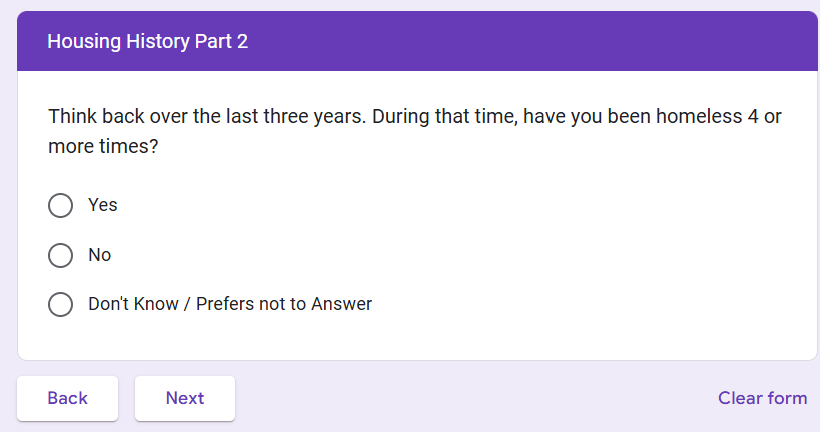 Housing History Part 2
Think back over the last three years. During that time, have you been homeless 4 or
more times?
Yes
No
Don't Know / Prefers not to Answer
Back Next Clear form